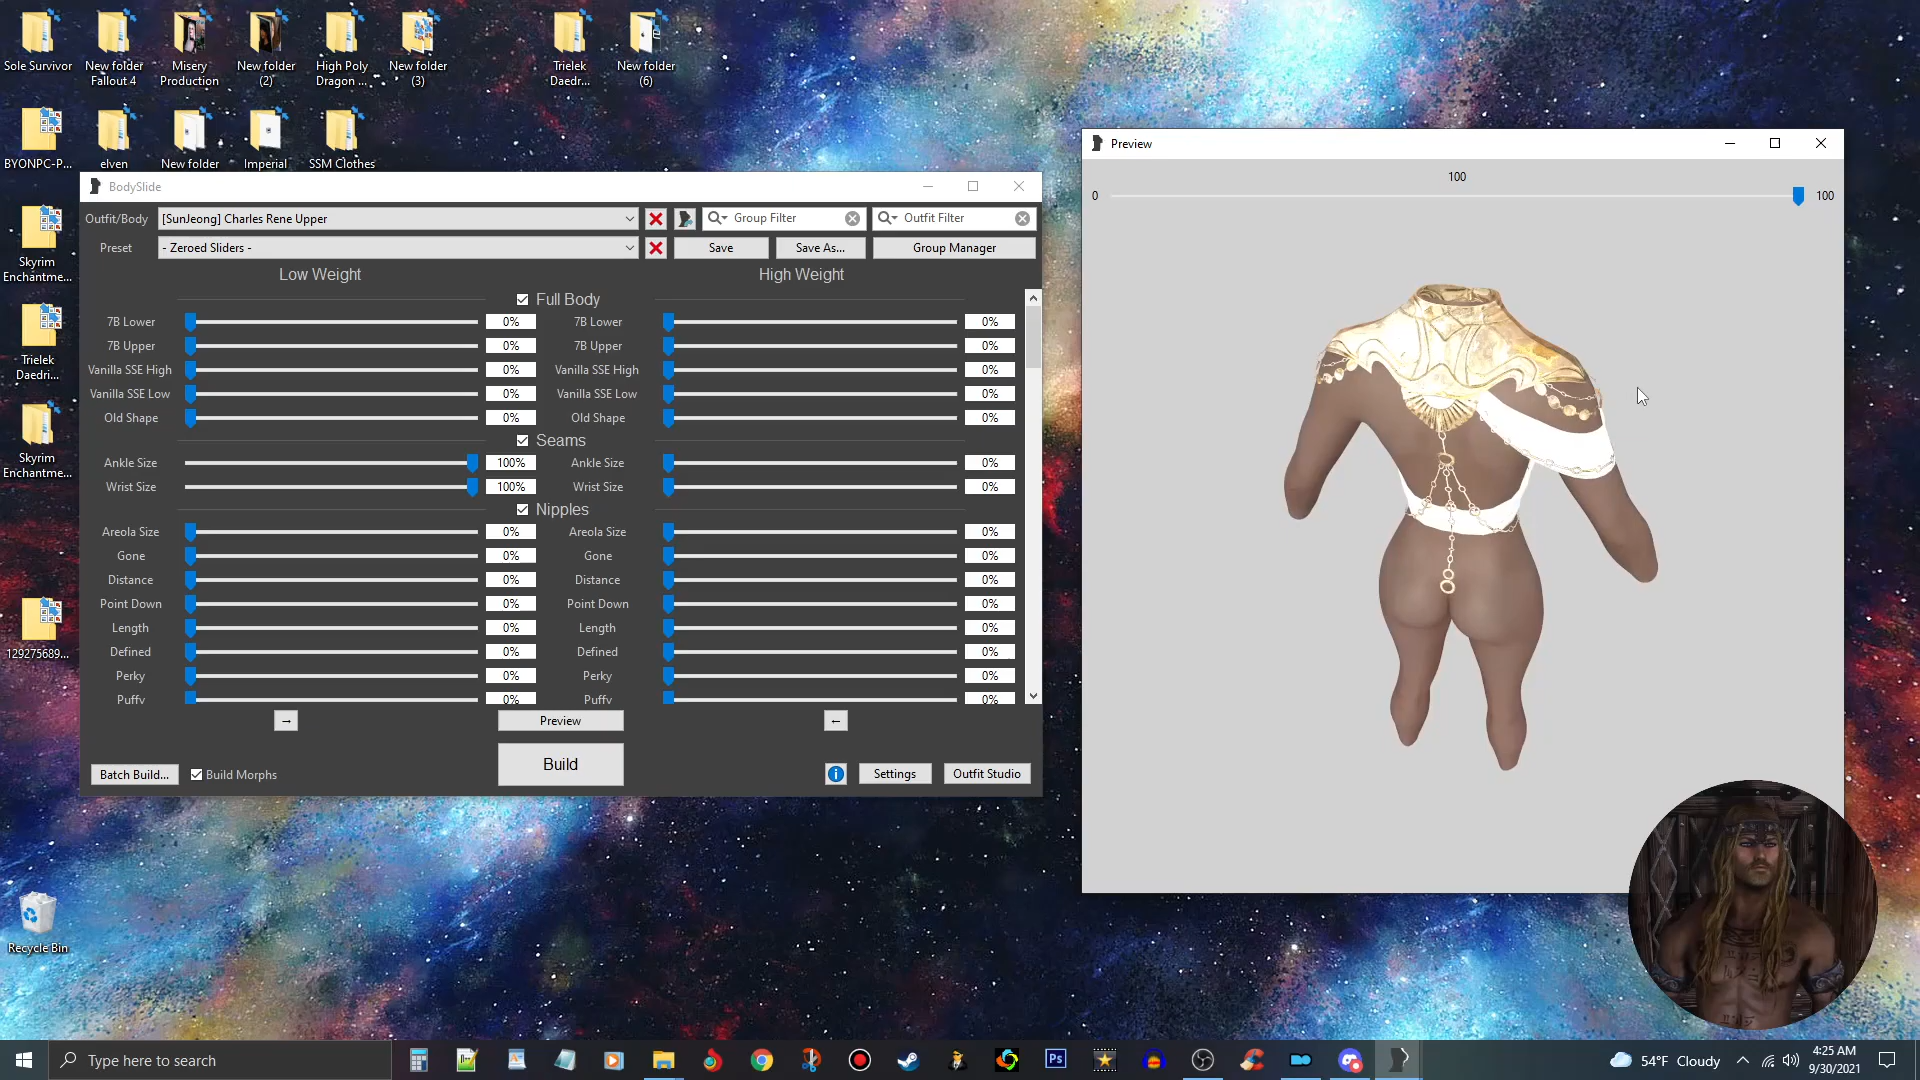 Sole Survivor
New folder
Fallout 4
Misery
Production
New folder
(2)
High Poly
Dragon ...
New folder
(3)
Trielek
Daedr...
New folder
(6)
BYONPC-P...
elven
New folder
Imperial
SSM Clothes
Skyrim
Enchantme...
Trielek
Daedri...
Skyrim
Enchantme...
129275689...
Recycle Bin
BodySlide
Outfit/Body [SunJeong] Charles Rene Upper Group Filter Outfit Filter
Preset - Zeroed Sliders - Save Save As... Group Manager
Low Weight High Weight
Full Body
7B Lower 0% 7B Lower 0%
7B Upper 0% 7B Upper 0%
Vanilla SSE High 0% Vanilla SSE High 0%
Vanilla SSE Low 0% Vanilla SSE Low 0%
Old Shape 0% Old Shape 0%
Seams
Ankle Size 100% Ankle Size 0%
Wrist Size 100% Wrist Size 0%
Nipples
Areola Size 0% Areola Size 0%
Gone 0% Gone 0%
Distance 0% Distance 0%
Point Down 0% Point Down 0%
Length 0% Length 0%
Defined 0% Defined 0%
Perky 0% Perky 0%
Puffy 0% Puffy 0%
→ Preview ←
Build
Batch Build... Build Morphs Settings Outfit Studio
Preview
100
0 100
Type here to search
Ps
54°F Cloudy
4:25 AM
9/30/2021